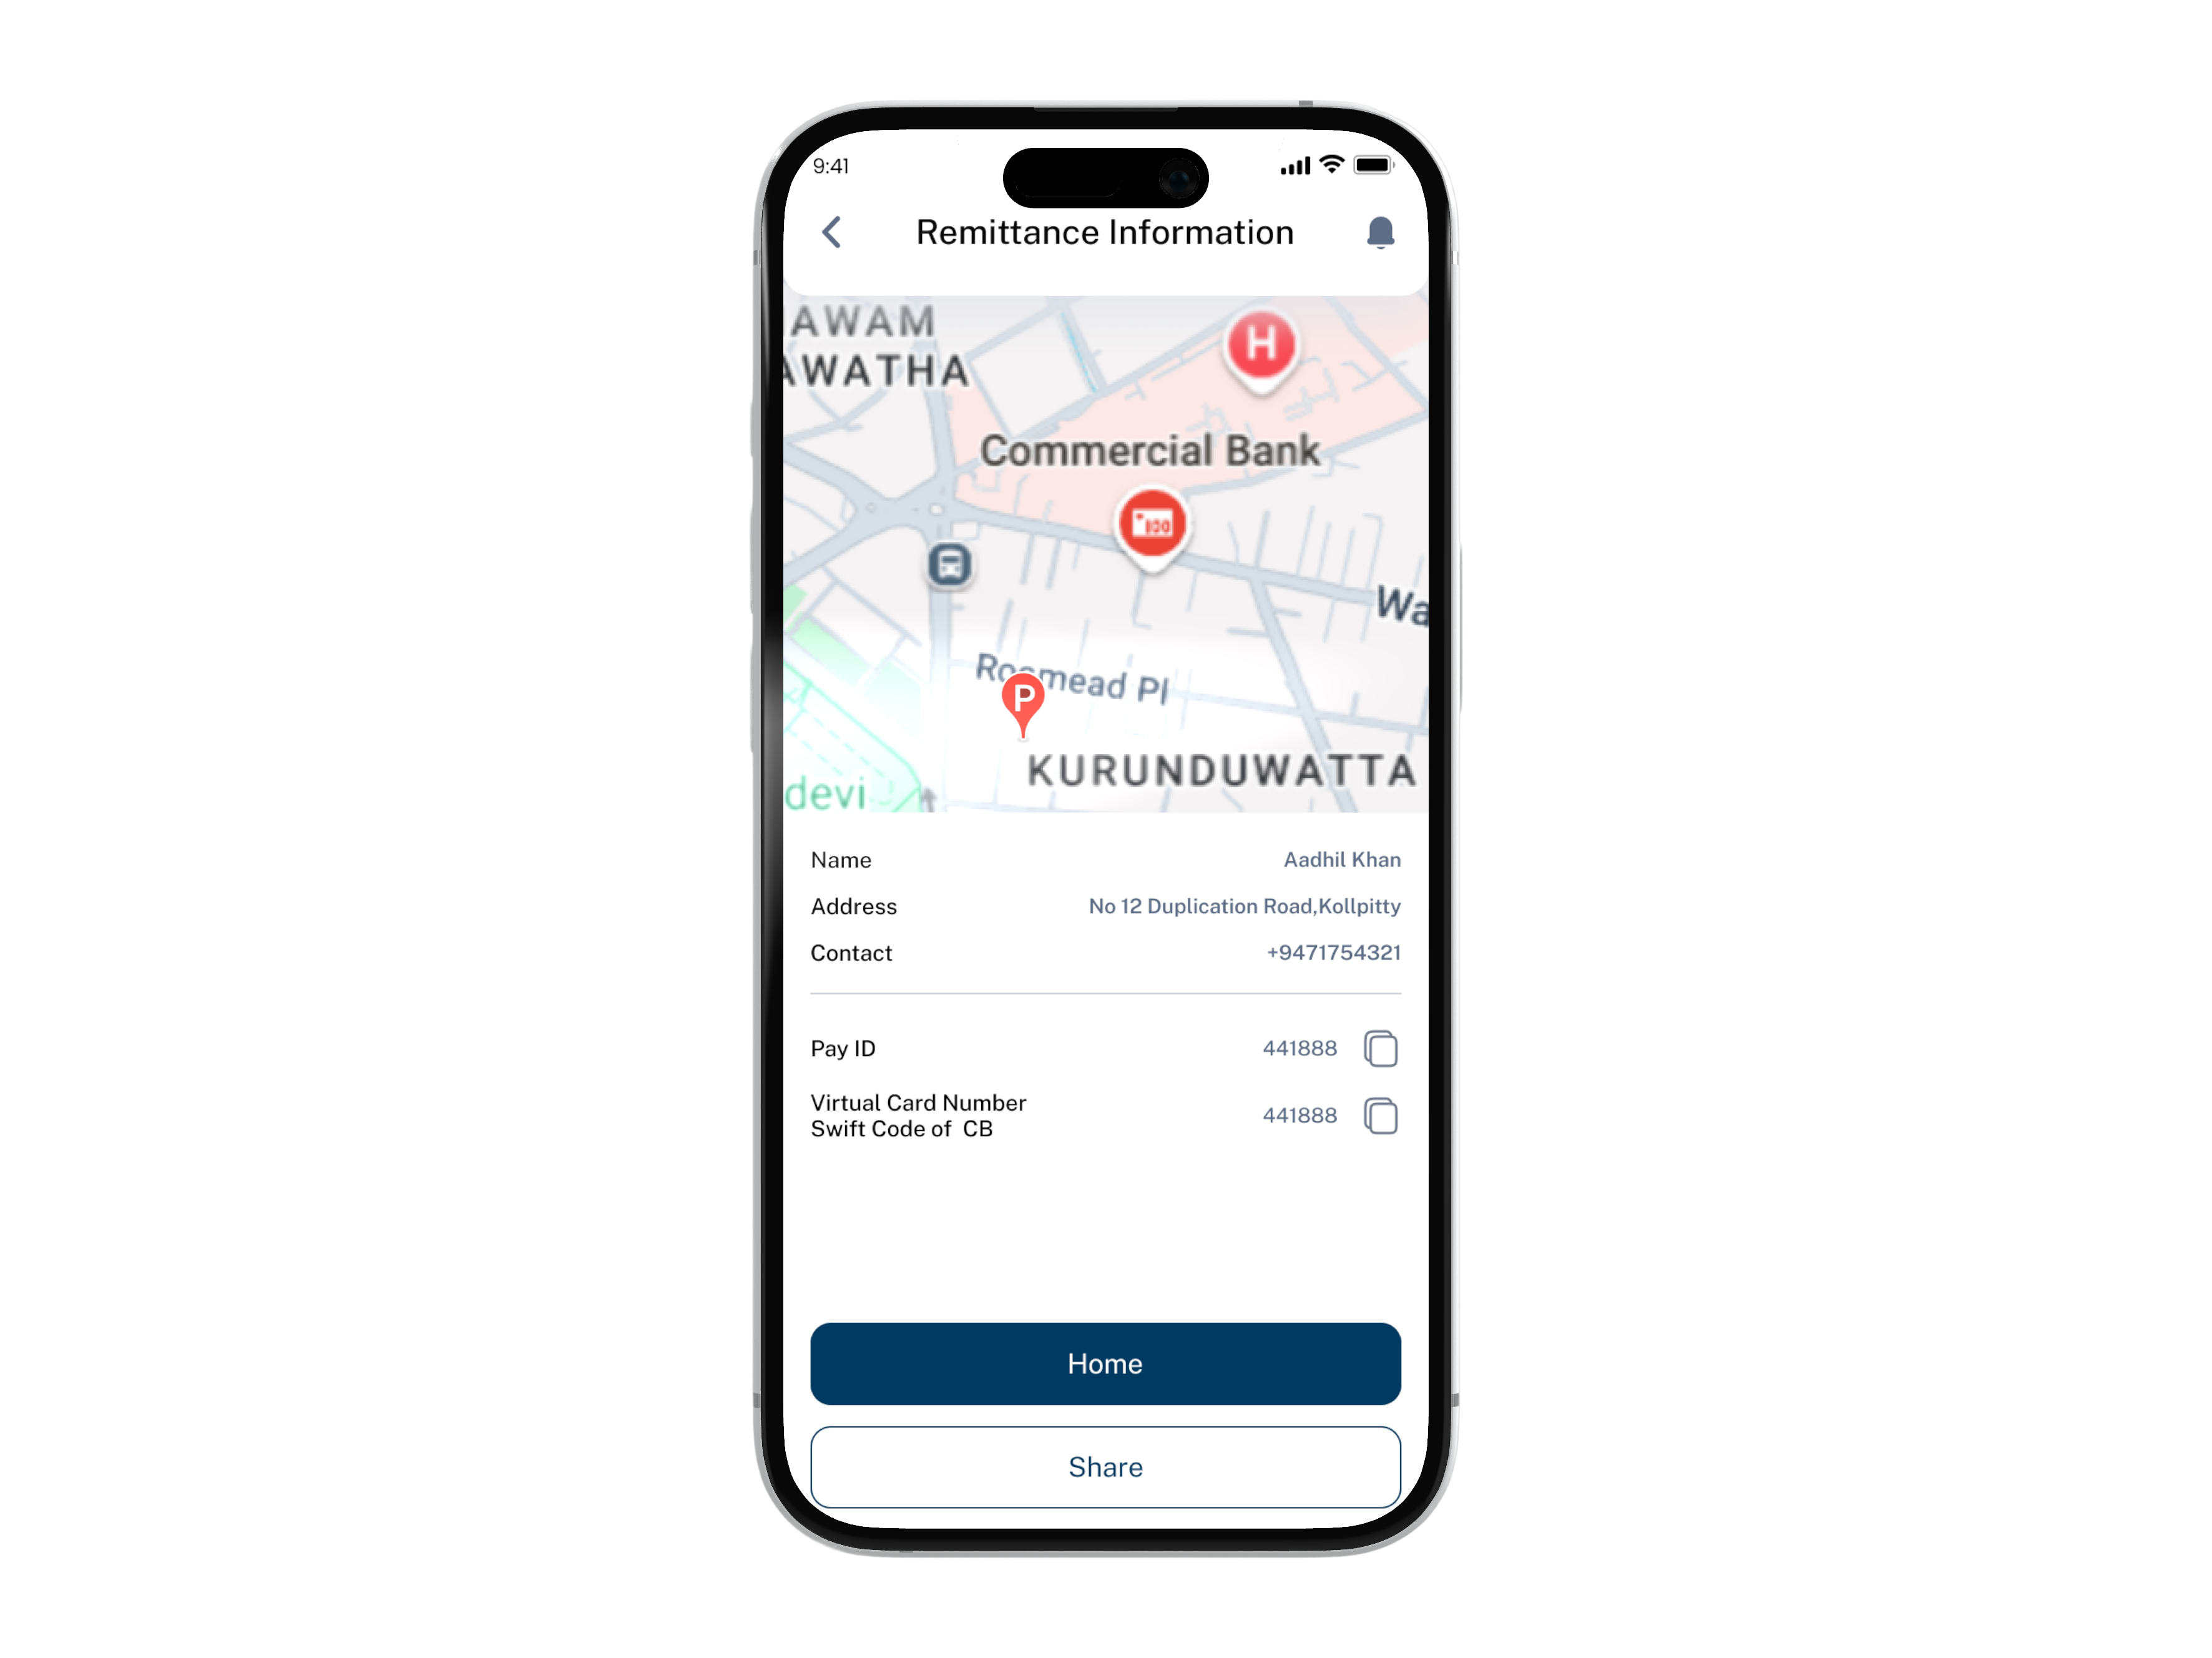 9:41
Remittance Information
AWAM
AWATHA
H
Commercial Bank
100
Wa
Rosmead Pl
P
KURUNDUWATTA
devi
Name Aadhil Khan
Address No 12 Duplication Road,Kollpitty
Contact +9471754321
Pay ID 441888
Virtual Card Number
Swift Code of CB 441888
Home
Share